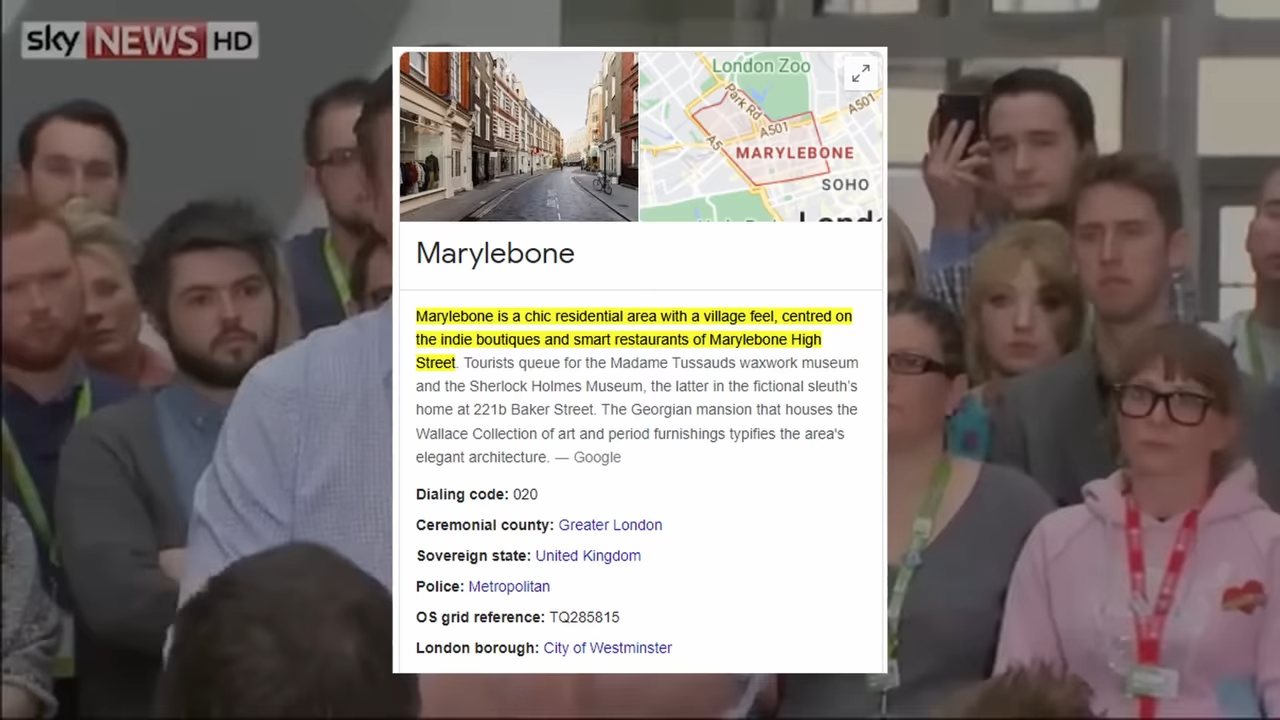 sky NEWS HD
London Zoo
Park Rd
A501
A501
A5
MARYLEBONE
SOHO
Marylebone
Marylebone is a chic residential area with a village feel, centred on
the indie boutiques and smart restaurants of Marylebone High
Street. Tourists queue for the Madame Tussauds waxwork museum
and the Sherlock Holmes Museum, the latter in the fictional sleuth's
home at 221b Baker Street. The Georgian mansion that houses the
Wallace Collection of art and period furnishings typifies the area's
elegant architecture. — Google
Dialing code: 020
Ceremonial county: Greater London
Sovereign state: United Kingdom
Police: Metropolitan
OS grid reference: TQ285815
London borough: City of Westminster